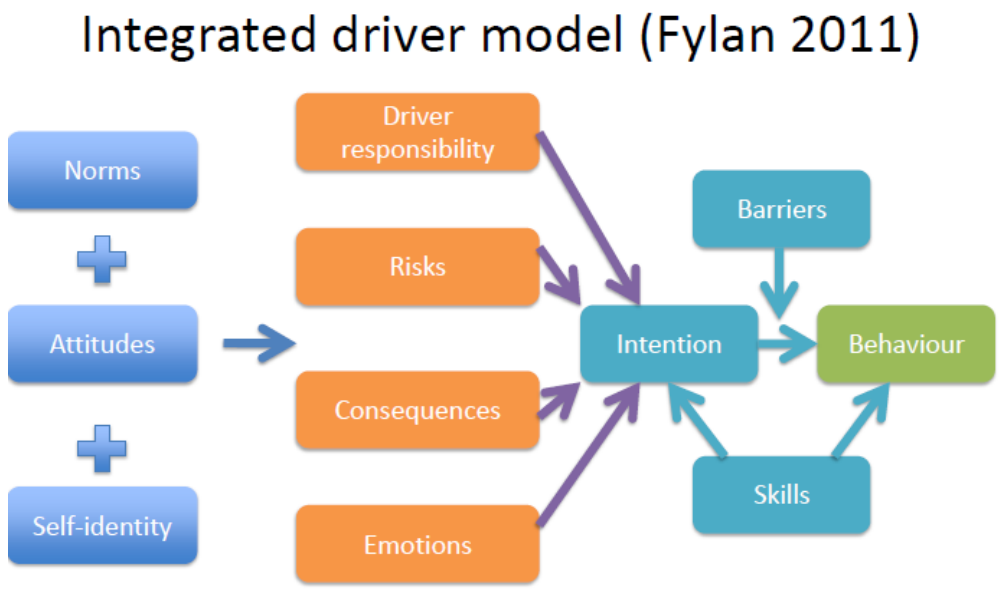 Integrated driver model (Fylan 2011)
Norms
Attitudes
Self-identity
Driver
responsibility
Risks
Consequences
Emotions
Intention
Barriers
Skills
Behaviour